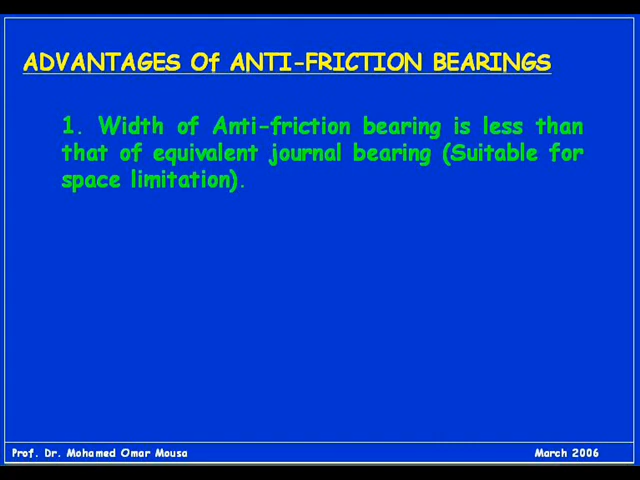 ADVANTAGES Of ANTI-FRICTION BEARINGS
1. Width of Anti-friction bearing is less than
that of equivalent journal bearing (Suitable for
space limitation).
Prof. Dr. Mohamed Omar Mousa
March 2006